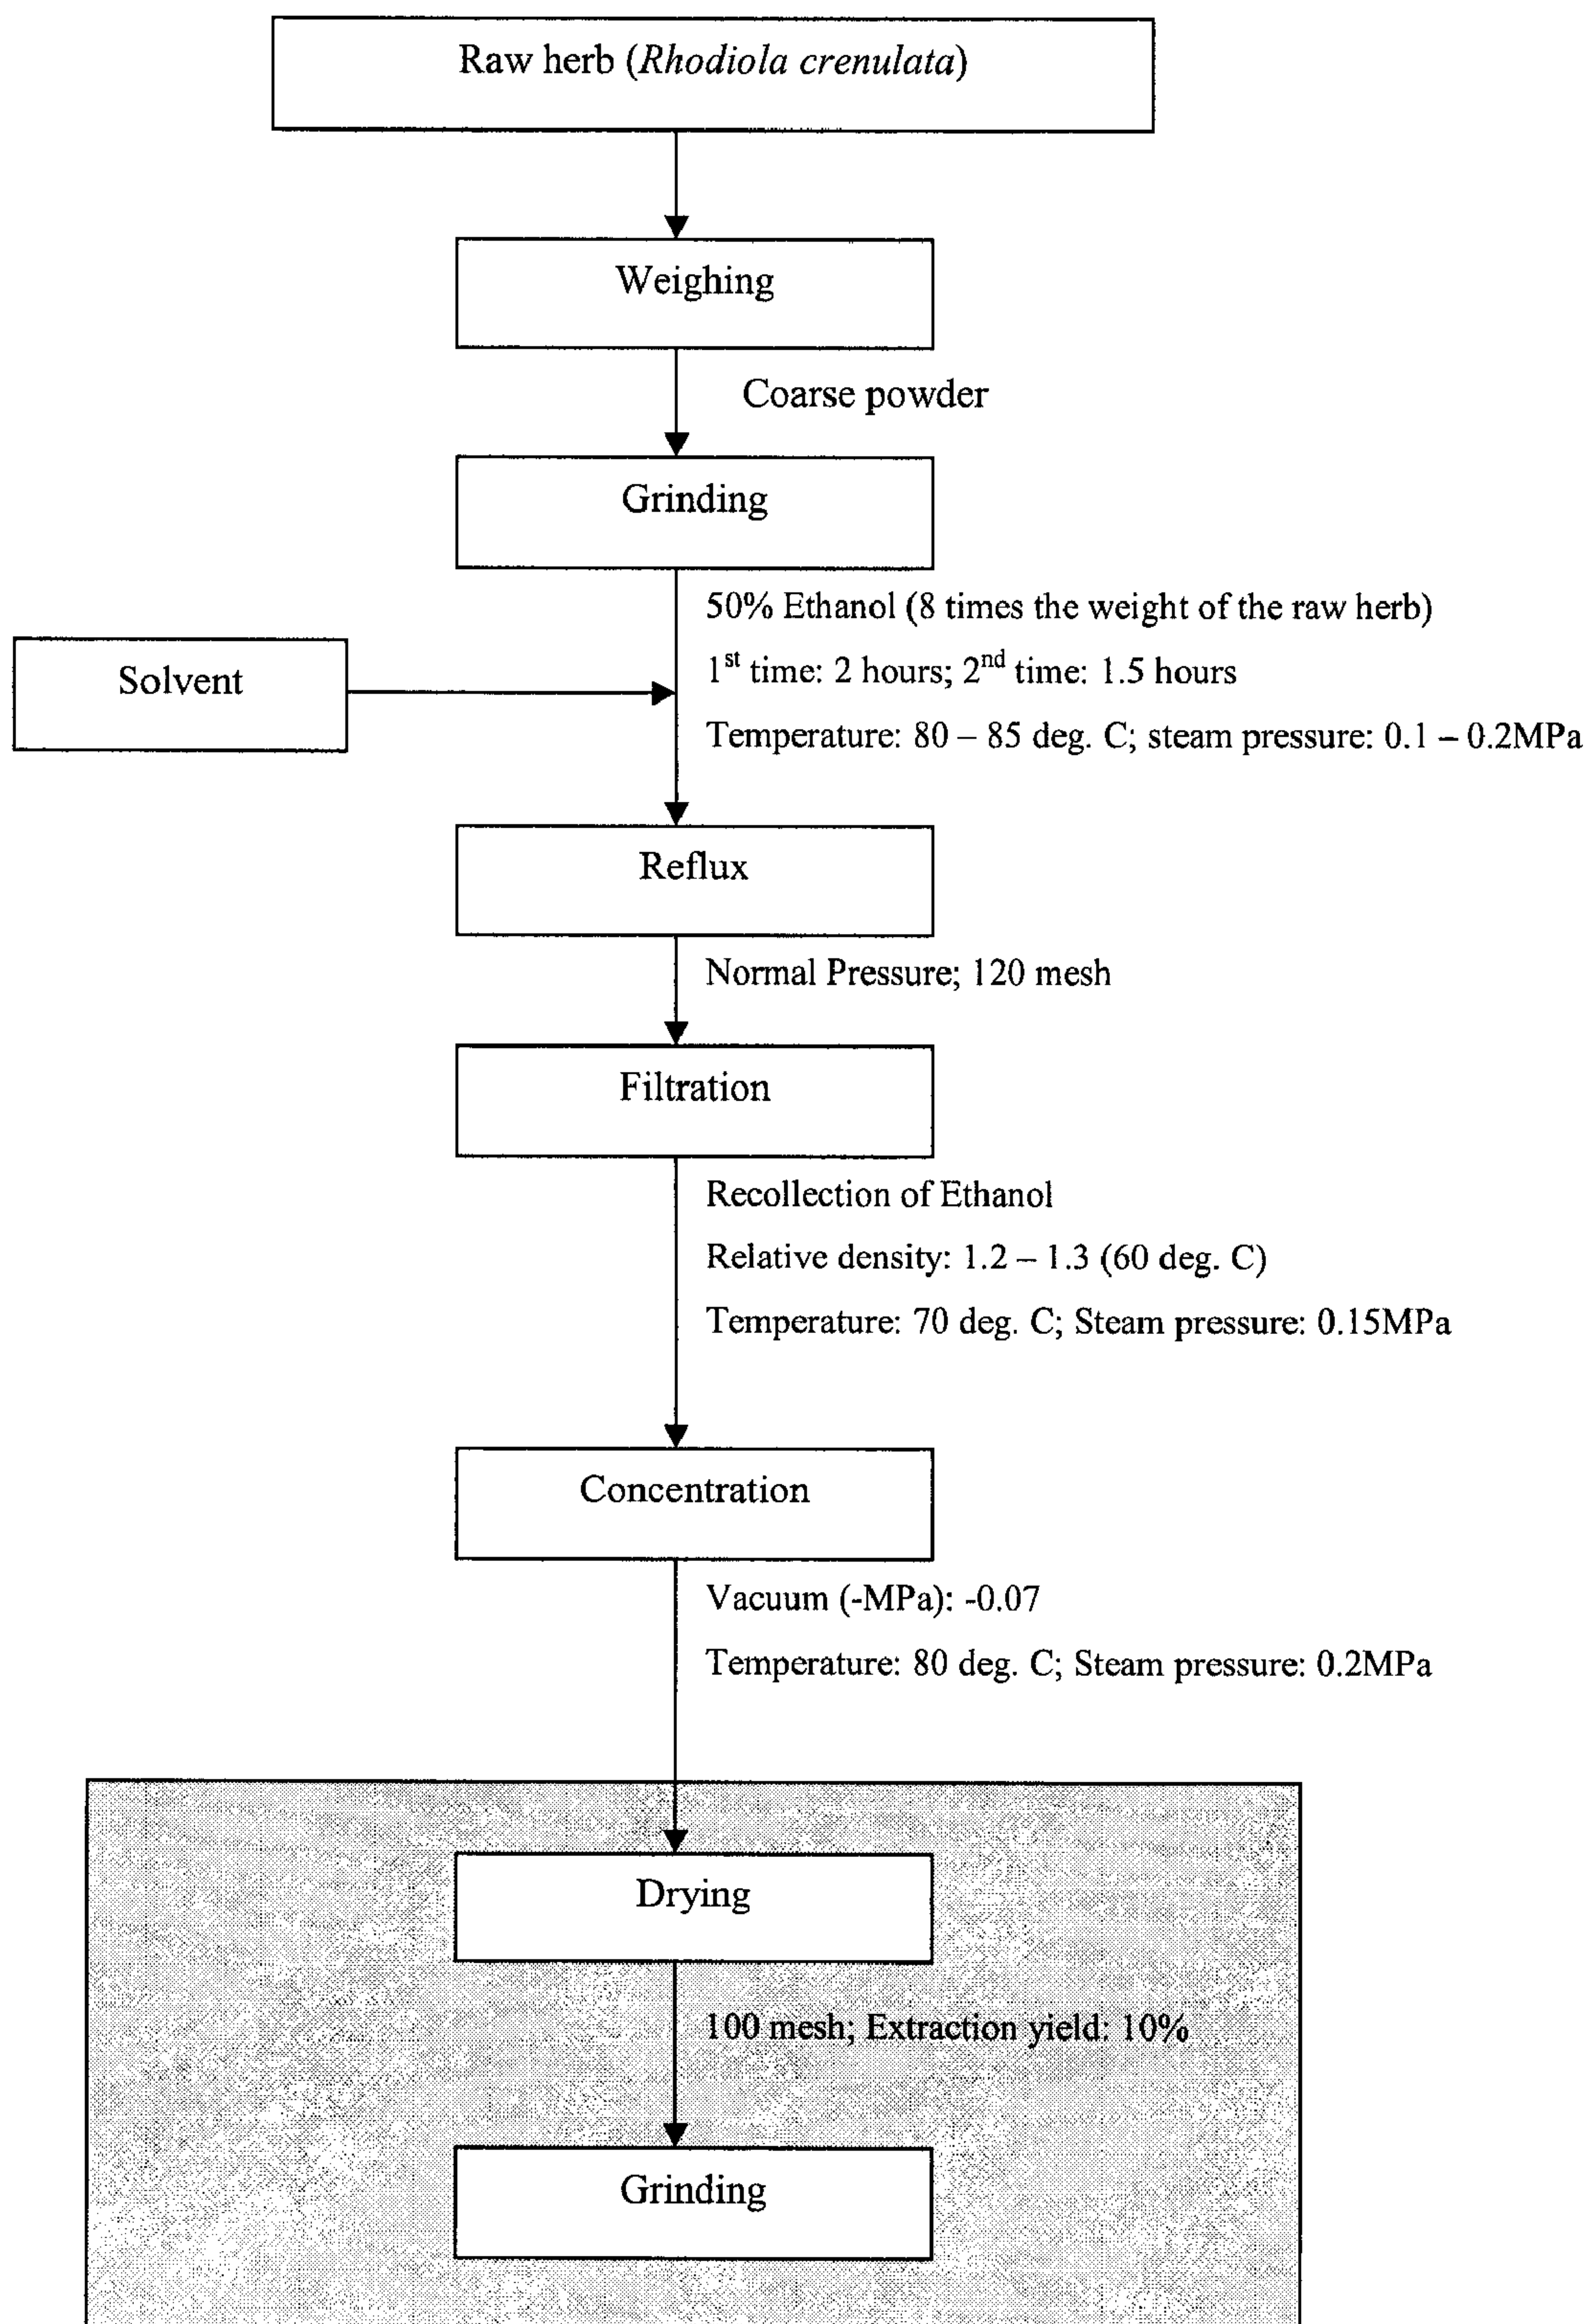 Raw herb (Rhodiola crenulata)
Weighing
Coarse powder
Grinding
50% Ethanol (8 times the weight of the raw herb)
Solvent
1st time: 2 hours; 2nd time: 1.5 hours
Temperature: 80 – 85 deg. C; steam pressure: 0.1 – 0.2MPa
Reflux
Normal Pressure; 120 mesh
Filtration
Recollection of Ethanol
Relative density: 1.2 – 1.3 (60 deg. C)
Temperature: 70 deg. C; Steam pressure: 0.15MPa
Concentration
Vacuum (-MPa): -0.07
Temperature: 80 deg. C; Steam pressure: 0.2MPa
Drying
100 mesh; Extraction yield: 10%
Grinding